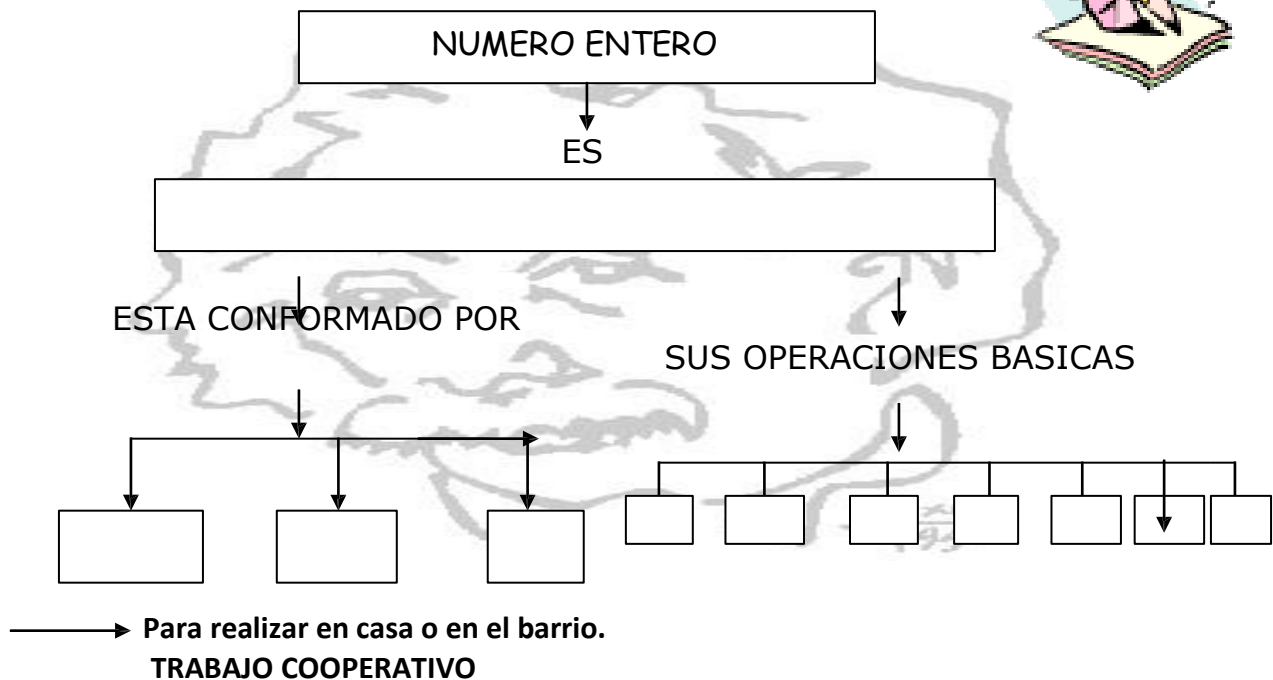 NUMERO ENTERO
ES
ESTA CONFORMADO POR
SUS OPERACIONES BASICAS
Para realizar en casa o en el barrio.
TRABAJO COOPERATIVO